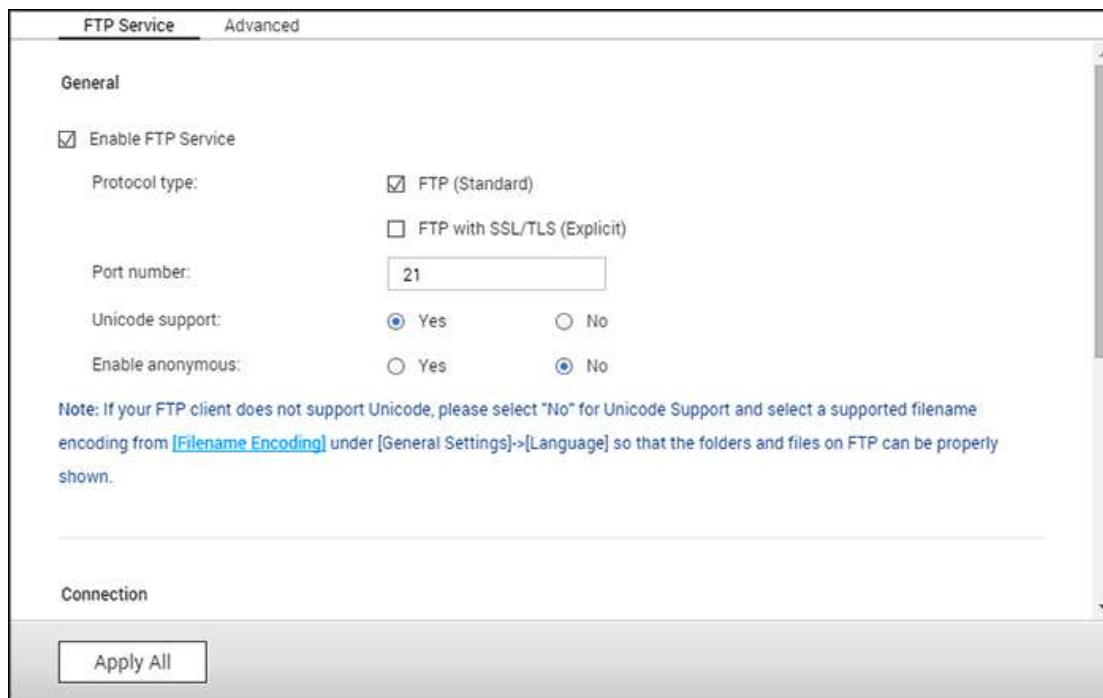 FTP Service Advanced
General
Enable FTP Service
Protocol type: FTP (Standard)
FTP with SSL/TLS (Explicit)
Port number: 21
Unicode support: Yes No
Enable anonymous: Yes No
Note: If your FTP client does not support Unicode, please select "No" for Unicode Support and select a supported filename
encoding from [Filename Encoding] under [General Settings]->[Language] so that the folders and files on FTP can be properly
shown.
Connection
Apply All